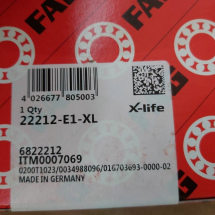 FAG
4 026677 805003
1 Qty
22212-E1-XL
X-life
6822212
ITM0007069
0200T1023/0034988096/016703693-0000-02
MADE IN GERMANY